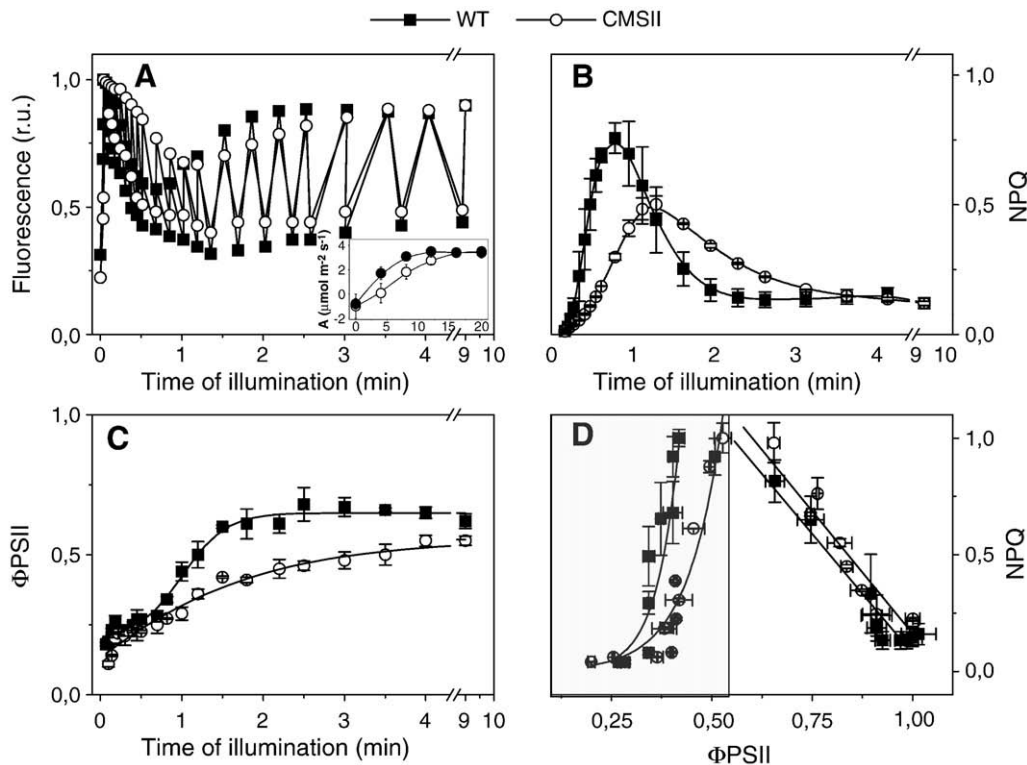 WT CMSII
A
Fluorescence (r.u.)
1,0
0,5
0,0
0 1 2 3 4 9 10
Time of illumination (min)
A (µmol m-2 s-1)
4
2
0
-2
0 5 10 15 20
B
NPQ
1,0
0,5
0,0
0 1 2 3 4 9 10
Time of illumination (min)
C
ΦPSII
1,0
0,5
0,0
0 1 2 3 4 9 10
Time of illumination (min)
D
NPQ
1,0
0,5
0,0
0,25 0,50 0,75 1,00
ΦPSII